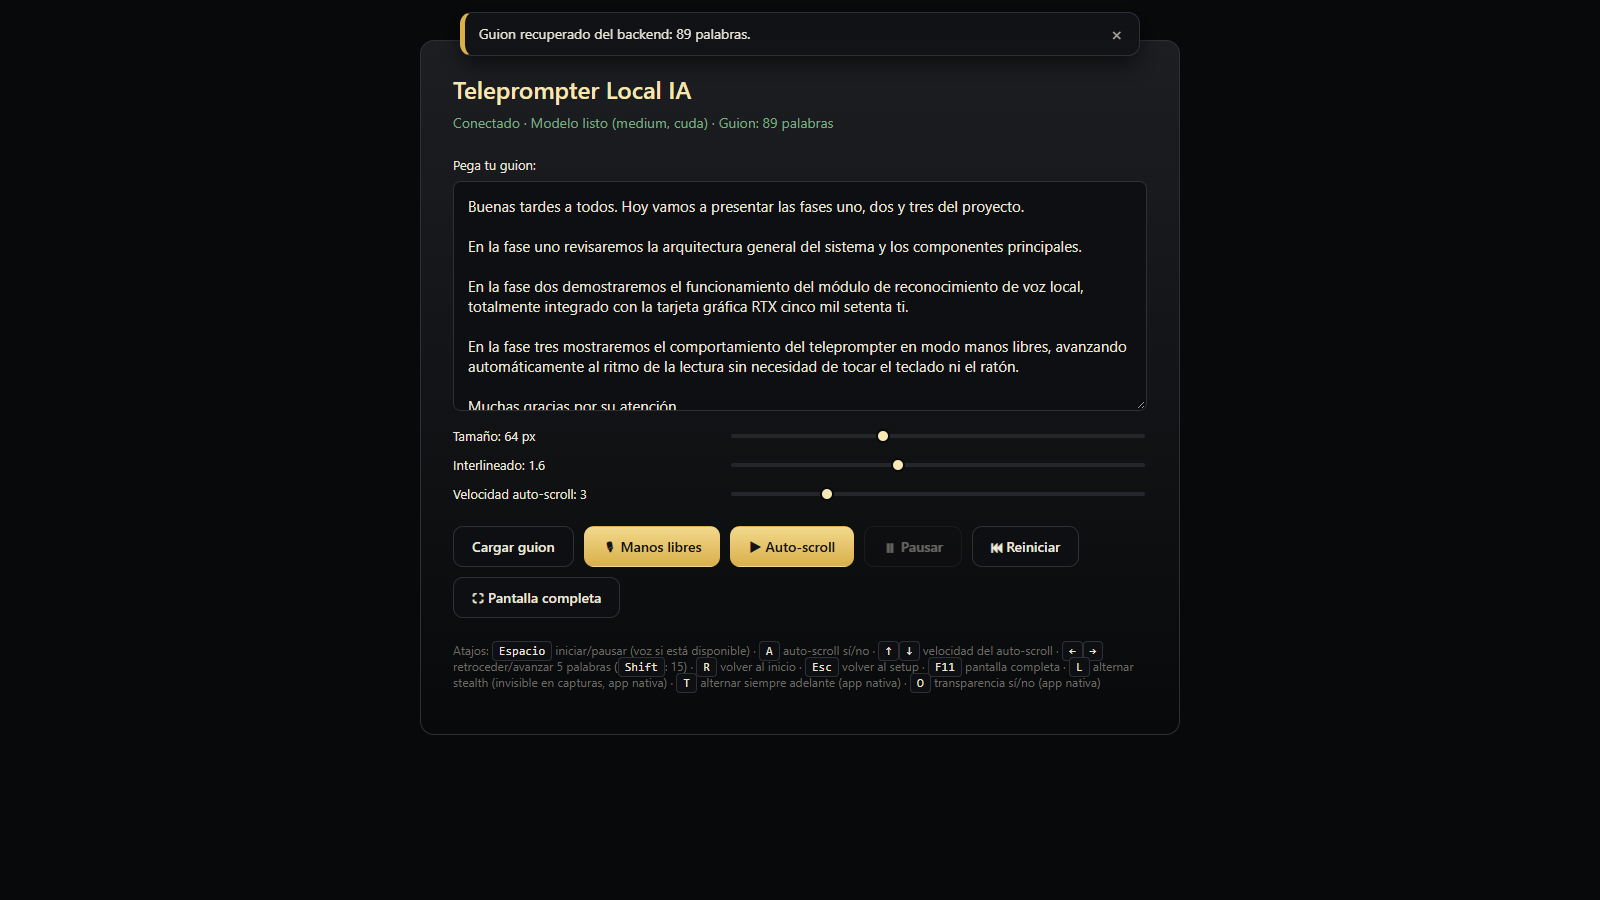 Guion recuperado del backend: 89 palabras. ×
Teleprompter Local IA
Conectado · Modelo listo (medium, cuda) · Guion: 89 palabras
Pega tu guion:
Buenas tardes a todos. Hoy vamos a presentar las fases uno, dos y tres del proyecto.
En la fase uno revisaremos la arquitectura general del sistema y los componentes principales.
En la fase dos demostraremos el funcionamiento del módulo de reconocimiento de voz local,
totalmente integrado con la tarjeta gráfica RTX cinco mil setenta ti.
En la fase tres mostraremos el comportamiento del teleprompter en modo manos libres, avanzando
automáticamente al ritmo de la lectura sin necesidad de tocar el teclado ni el ratón.
Muchas gracias por su atención
Tamaño: 64 px
Interlineado: 1.6
Velocidad auto-scroll: 3
Cargar guion
Manos libres
Auto-scroll
Pausar
Reiniciar
Pantalla completa
Atajos: Espacio iniciar/pausar (voz si está disponible) · A auto-scroll sí/no · ↑ ↓ velocidad del auto-scroll · ← →
retroceder/avanzar 5 palabras (Shift: 15) · R volver al inicio · Esc volver al setup · F11 pantalla completa · L alternar
stealth (invisible en capturas, app nativa) · T alternar siempre adelante (app nativa) · O transparencia sí/no (app nativa)